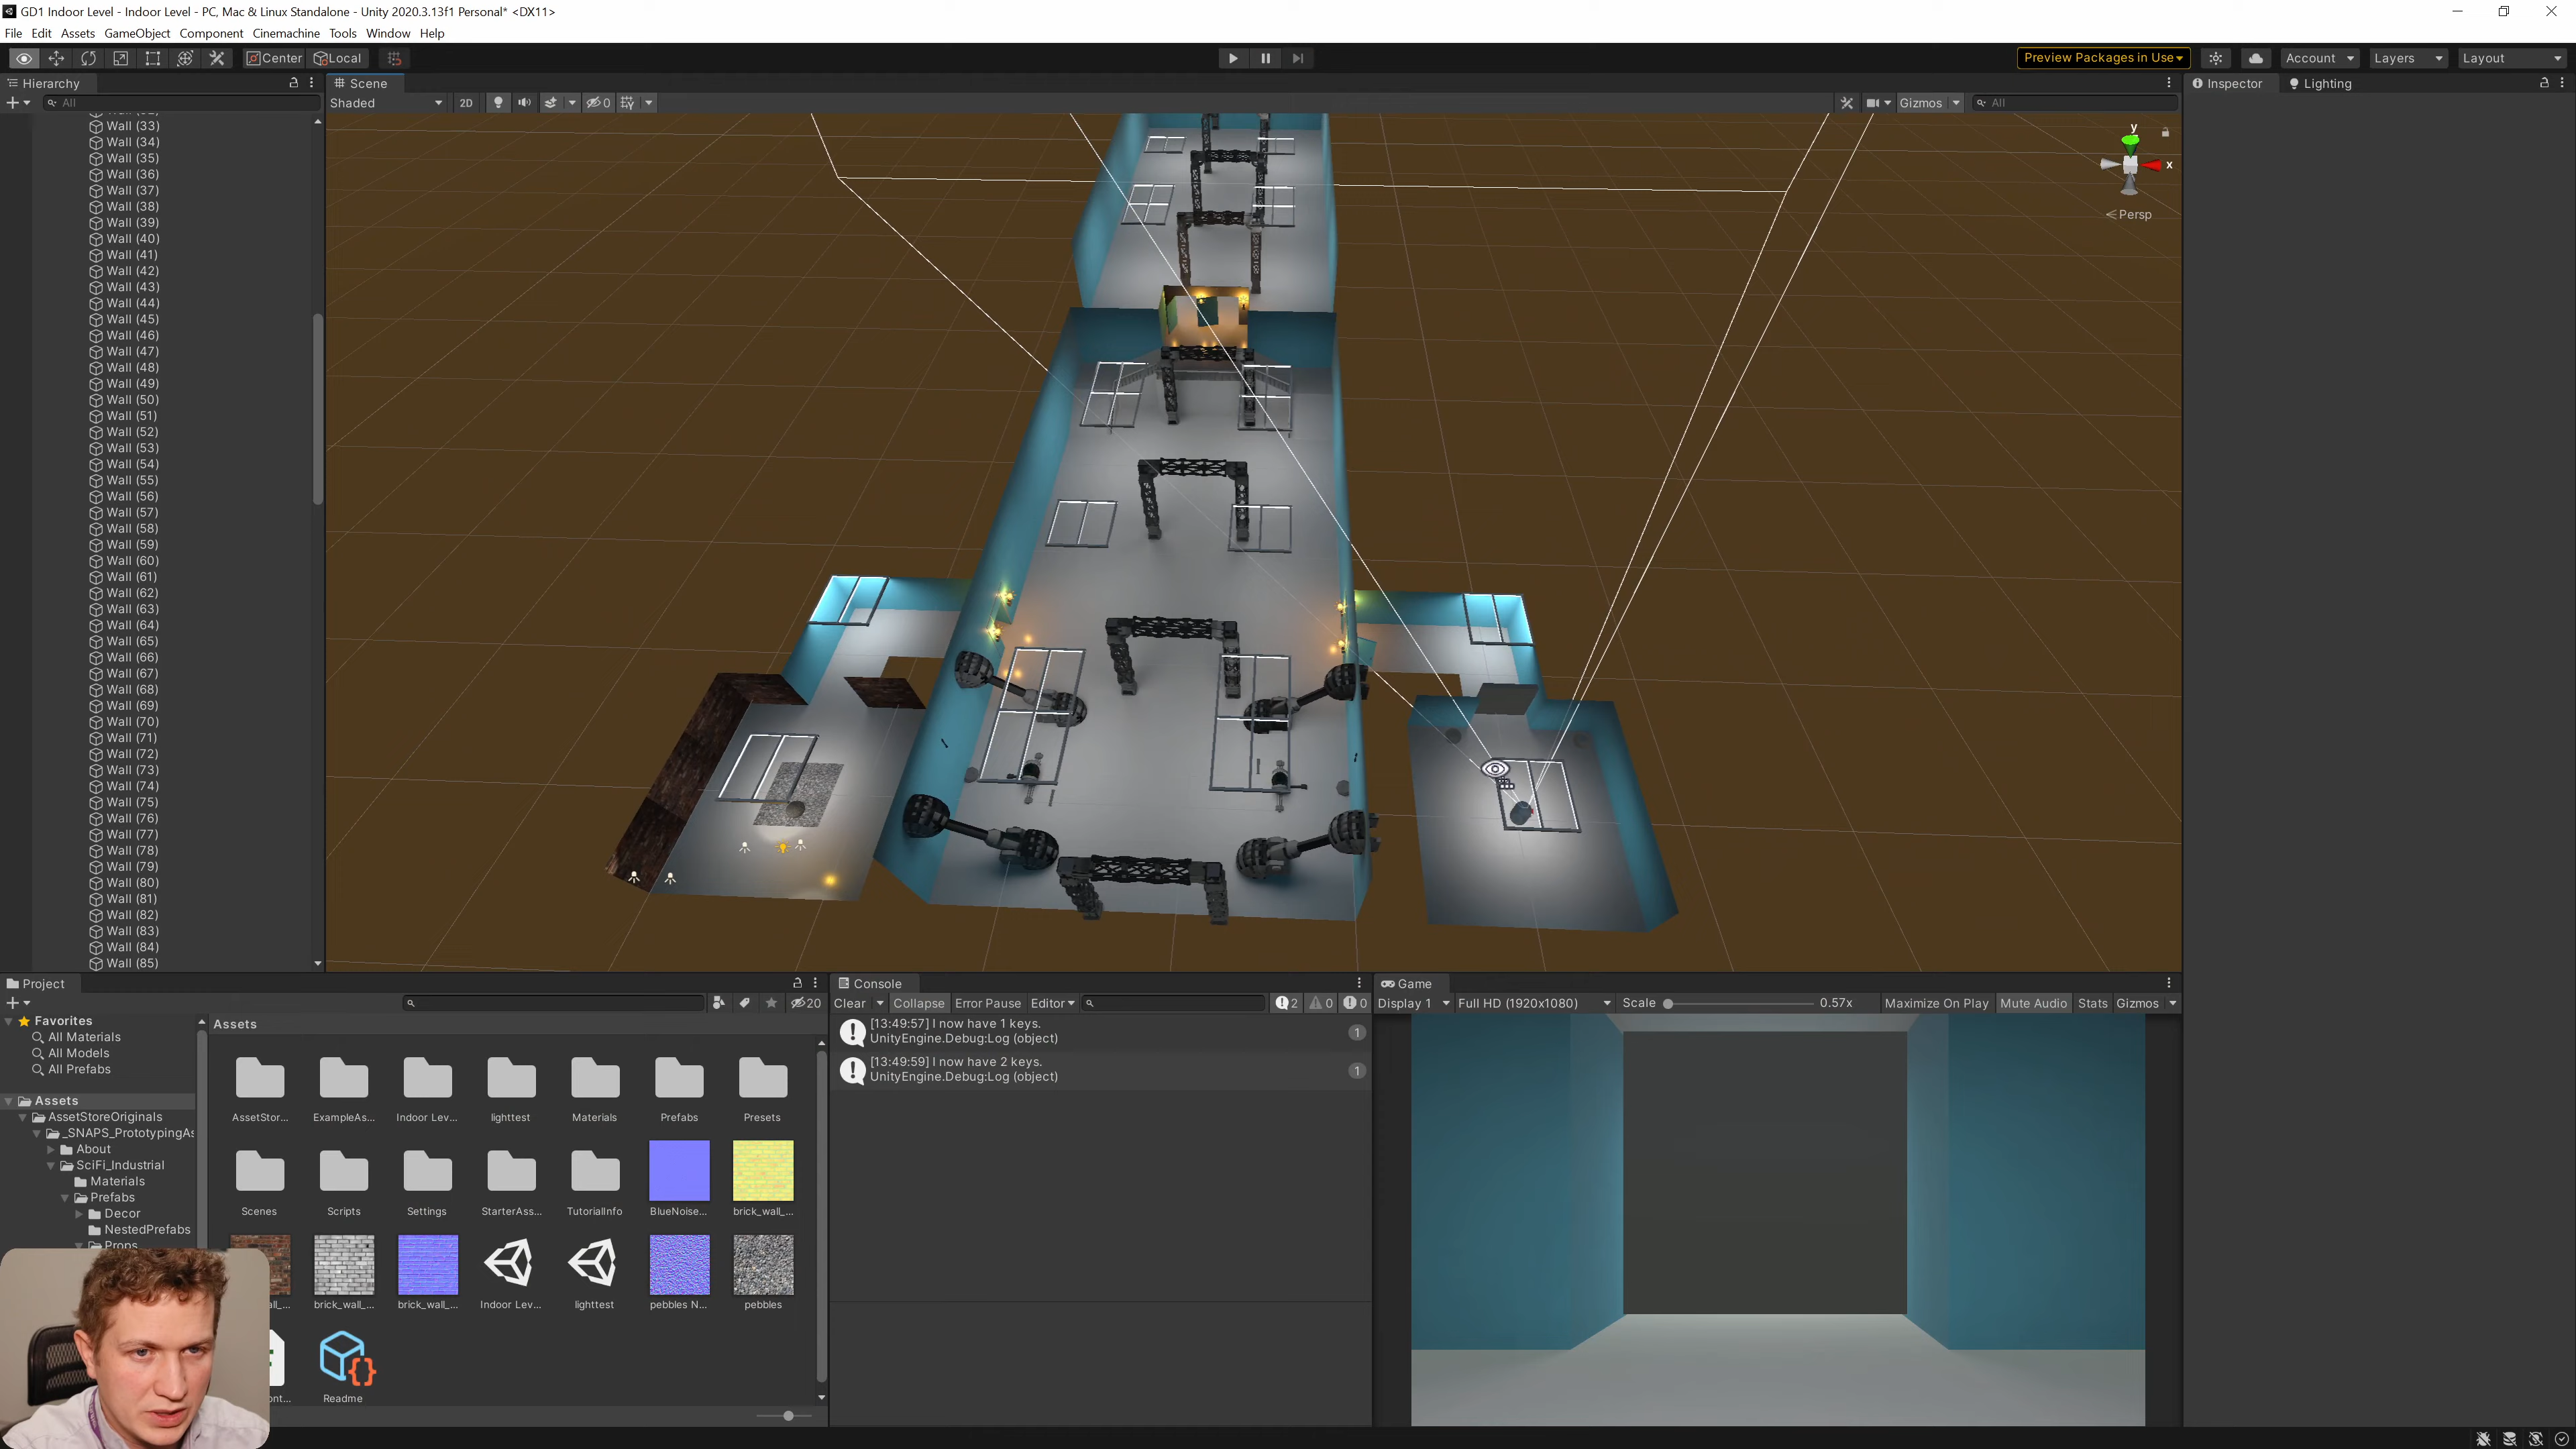 GD1 Indoor Level - Indoor Level - PC, Mac & Linux Standalone - Unity 2020.3.13f1 Personal* <DX11>
File Edit Assets GameObject Component Cinemachine Tools Window Help
Center Local
Preview Packages in Use
Account
Layers
Layout
Hierarchy
All
Wall (33)
Wall (34)
Wall (35)
Wall (36)
Wall (37)
Wall (38)
Wall (39)
Wall (40)
Wall (41)
Wall (42)
Wall (43)
Wall (44)
Wall (45)
Wall (46)
Wall (47)
Wall (48)
Wall (49)
Wall (50)
Wall (51)
Wall (52)
Wall (53)
Wall (54)
Wall (55)
Wall (56)
Wall (57)
Wall (58)
Wall (59)
Wall (60)
Wall (61)
Wall (62)
Wall (63)
Wall (64)
Wall (65)
Wall (66)
Wall (67)
Wall (68)
Wall (69)
Wall (70)
Wall (71)
Wall (72)
Wall (73)
Wall (74)
Wall (75)
Wall (76)
Wall (77)
Wall (78)
Wall (79)
Wall (80)
Wall (81)
Wall (82)
Wall (83)
Wall (84)
Wall (85)
Scene
Shaded 2D 0 Gizmos All
y
x
Persp
Inspector Lighting
Project
20
Favorites
All Materials
All Models
All Prefabs
Assets
AssetStoreOriginals
_SNAPS_PrototypingAs
About
SciFi_Industrial
Materials
Prefabs
Decor
NestedPrefabs
Props
Assets
AssetStor... ExampleAs... Indoor Lev... lighttest Materials Prefabs Presets
Scenes Scripts Settings StarterAss... TutorialInfo BlueNoise... brick_wall_...
all_... brick_wall_... brick_wall_... Indoor Lev... lighttest pebbles N... pebbles
ont... Readme
Console
Clear Collapse Error Pause Editor 2 0 0
[13:49:57] I now have 1 keys.
UnityEngine.Debug:Log (object)
1
[13:49:59] I now have 2 keys.
UnityEngine.Debug:Log (object)
1
Game
Display 1 Full HD (1920x1080) Scale 0.57x Maximize On Play Mute Audio Stats Gizmos